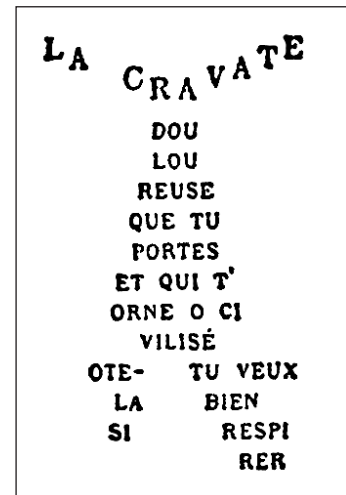 LA CRAVATE
DOU
LOU
REUSE
QUE TU
PORTES
ET QUI T'
ORNE O CI
VILISÉ
OTE- TU VEUX
LA BIEN
SI RESPI
RER